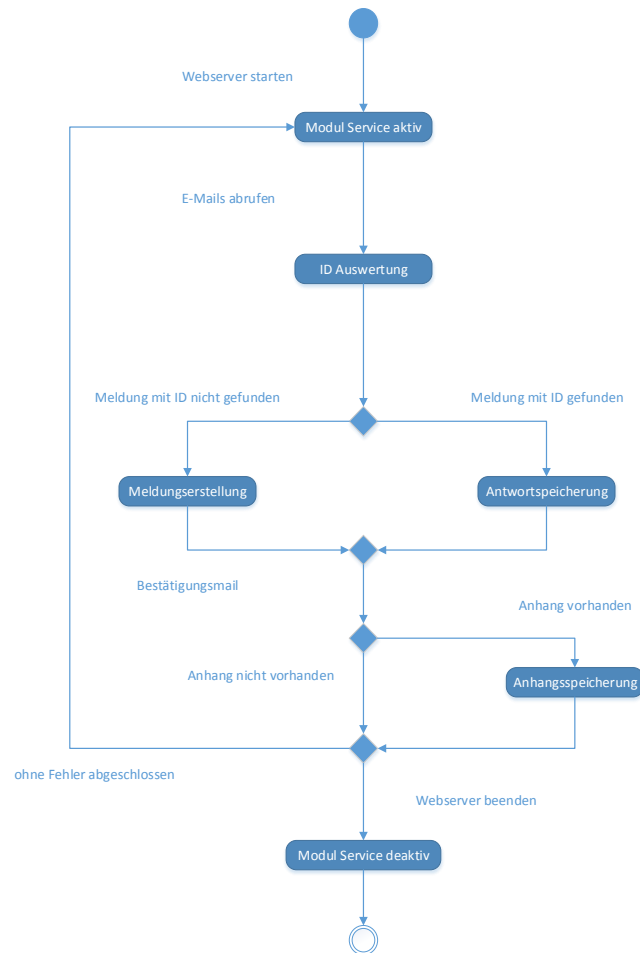 Webserver starten
Modul Service aktiv
E-Mails abrufen
ID Auswertung
Meldung mit ID nicht gefunden
Meldung mit ID gefunden
Meldungserstellung
Antwortspeicherung
Bestätigungsmail
Anhang vorhanden
Anhang nicht vorhanden
Anhangsspeicherung
ohne Fehler abgeschlossen
Webserver beenden
Modul Service deaktiv